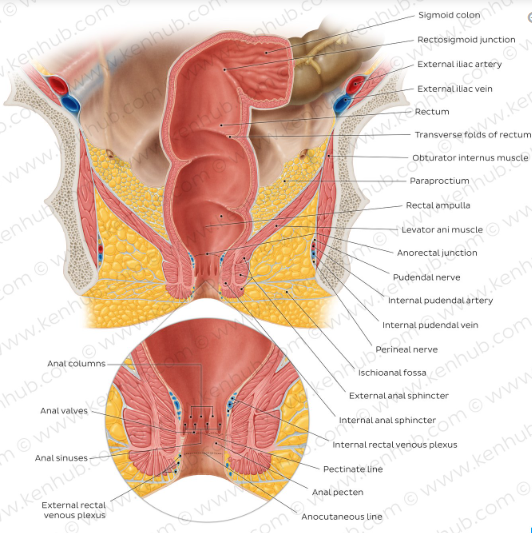 Sigmoid colon
Rectosigmoid junction
External iliac artery
External iliac vein
Rectum
Transverse folds of rectum
Obturator internus muscle
Paraproctium
Rectal ampulla
Levator ani muscle
Anorectal junction
Pudendal nerve
Internal pudendal artery
Internal pudendal vein
Perineal nerve
Ischioanal fossa
External anal sphincter
Internal anal sphincter
Internal rectal venous plexus
Pectinate line
Anal pecten
Anocutaneous line
Anal columns
Anal valves
Anal sinuses
External rectal
venous plexus
© www.kenhub.com